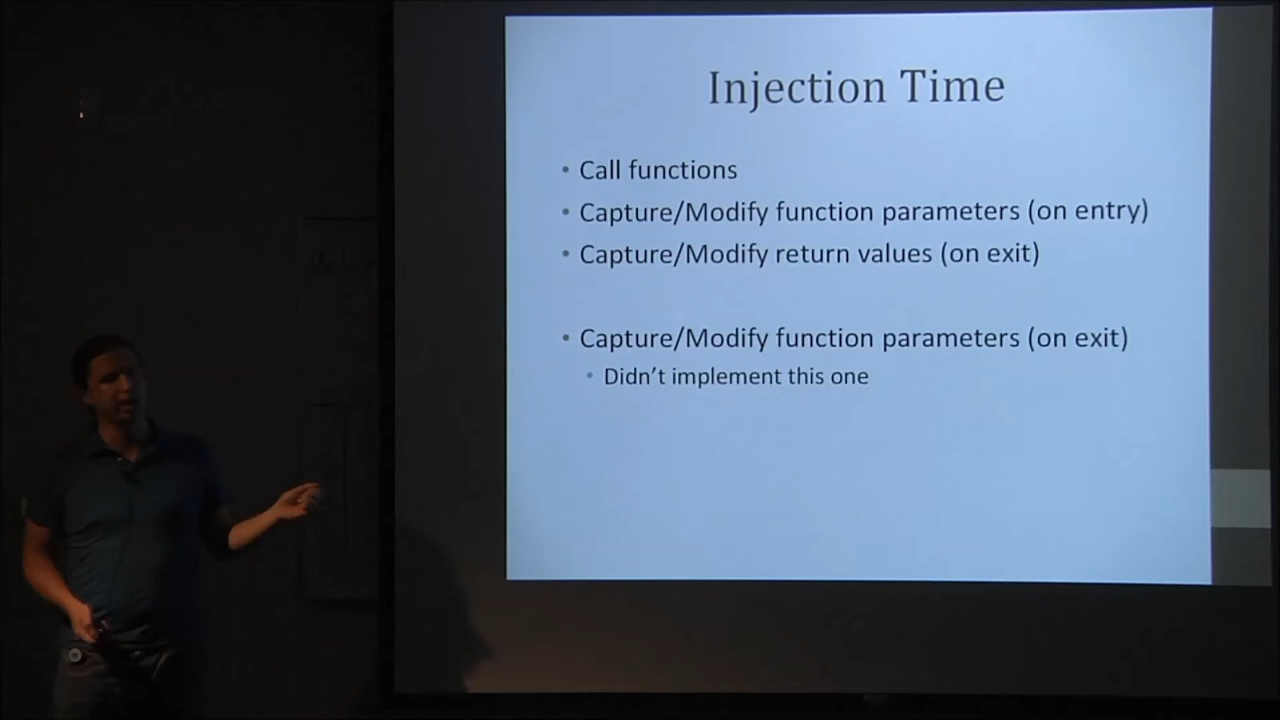 Injection Time
• Call functions
• Capture/Modify function parameters (on entry)
• Capture/Modify return values (on exit)
• Capture/Modify function parameters (on exit)
• Didn't implement this one